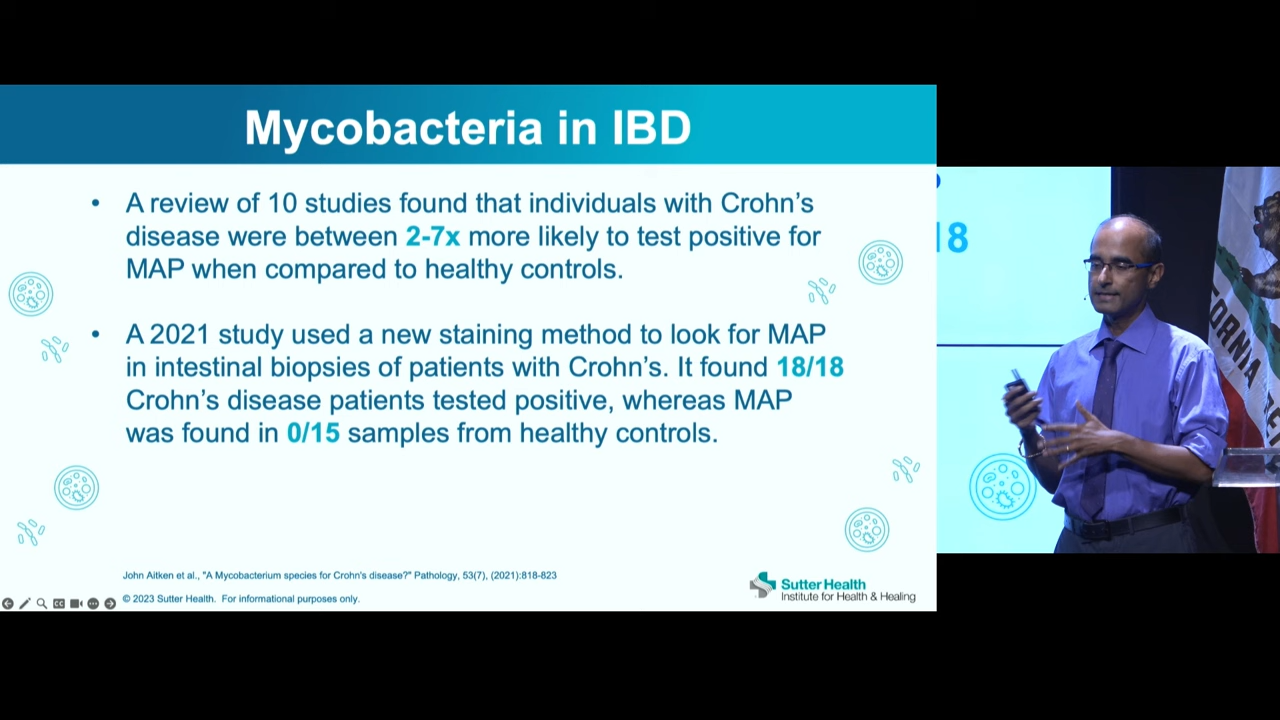 Mycobacteria in IBD
• A review of 10 studies found that individuals with Crohn’s
disease were between 2-7x more likely to test positive for
MAP when compared to healthy controls.
• A 2021 study used a new staining method to look for MAP
in intestinal biopsies of patients with Crohn’s. It found 18/18
Crohn’s disease patients tested positive, whereas MAP
was found in 0/15 samples from healthy controls.
John Aitken et al., "A Mycobacterium species for Crohn's disease?" Pathology, 53(7), (2021):818-823
© 2023 Sutter Health. For informational purposes only.
Sutter Health
Institute for Health & Healing
18